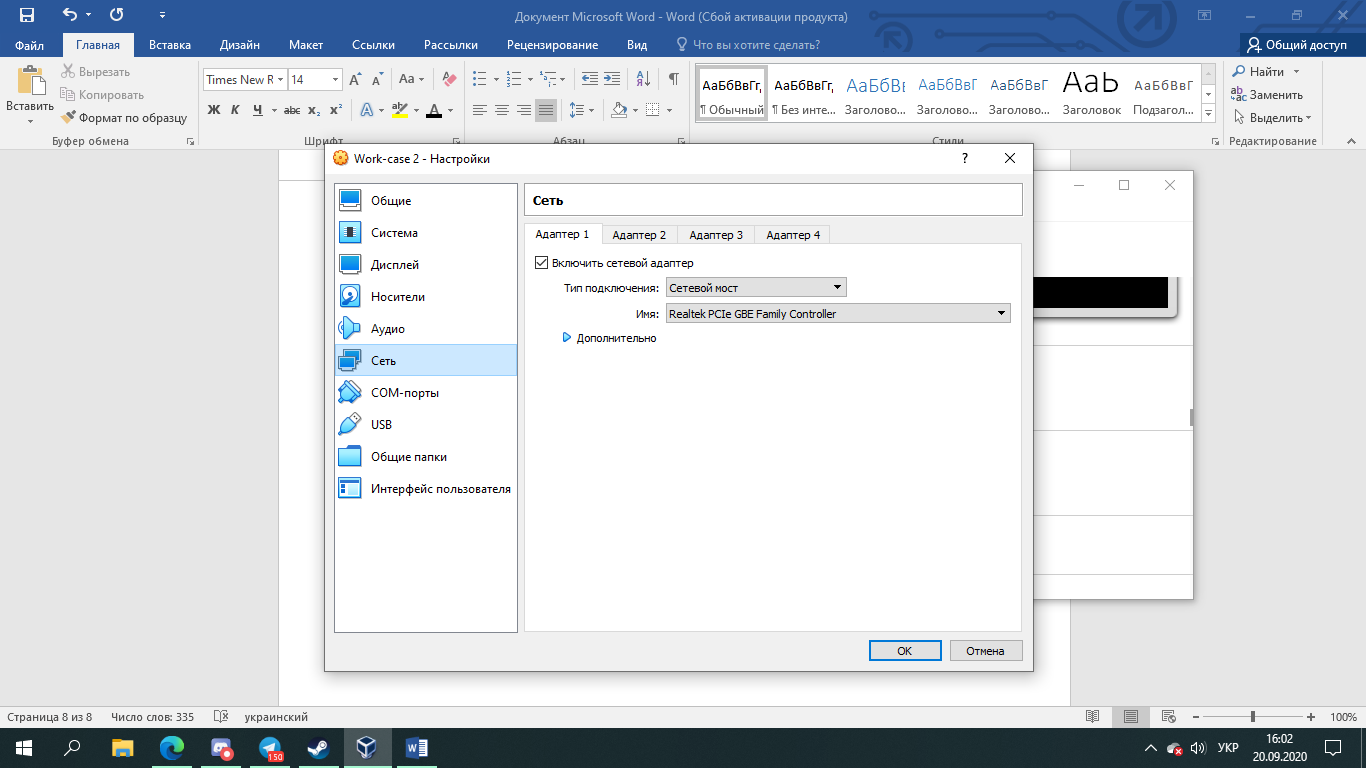 Документ Microsoft Word - Word (Сбой активации продукта)
Файл Главная Вставка Дизайн Макет Ссылки Рассылки Рецензирование Вид Что вы хотите сделать? Общий доступ
Вставить
Вырезать
Копировать
Формат по образцу
Буфер обмена
Times New R 14
Ж К Ч abc x₂ x²
Шрифт
Абзац
АаБбВвГг, АаБбВвГг, АаБбВв АаБбВвГ АаБбВвГ АаЬ АаБбВвГ
¶ Обычный ¶ Без инте... Заголово... Заголово... Заголово... Заголовок Подзагол...
Стили
Найти
Заменить
Выделить
Редактирование
Work-case 2 - Настройки
Общие
Система
Дисплей
Носители
Аудио
Сеть
COM-порты
USB
Общие папки
Интерфейс пользователя
Сеть
Адаптер 1 Адаптер 2 Адаптер 3 Адаптер 4
Включить сетевой адаптер
Тип подключения: Сетевой мост
Имя: Realtek PCIe GBE Family Controller
Дополнительно
OK Отмена
Страница 8 из 8 Число слов: 335 украинский 100%
150
УКР
16:02
20.09.2020